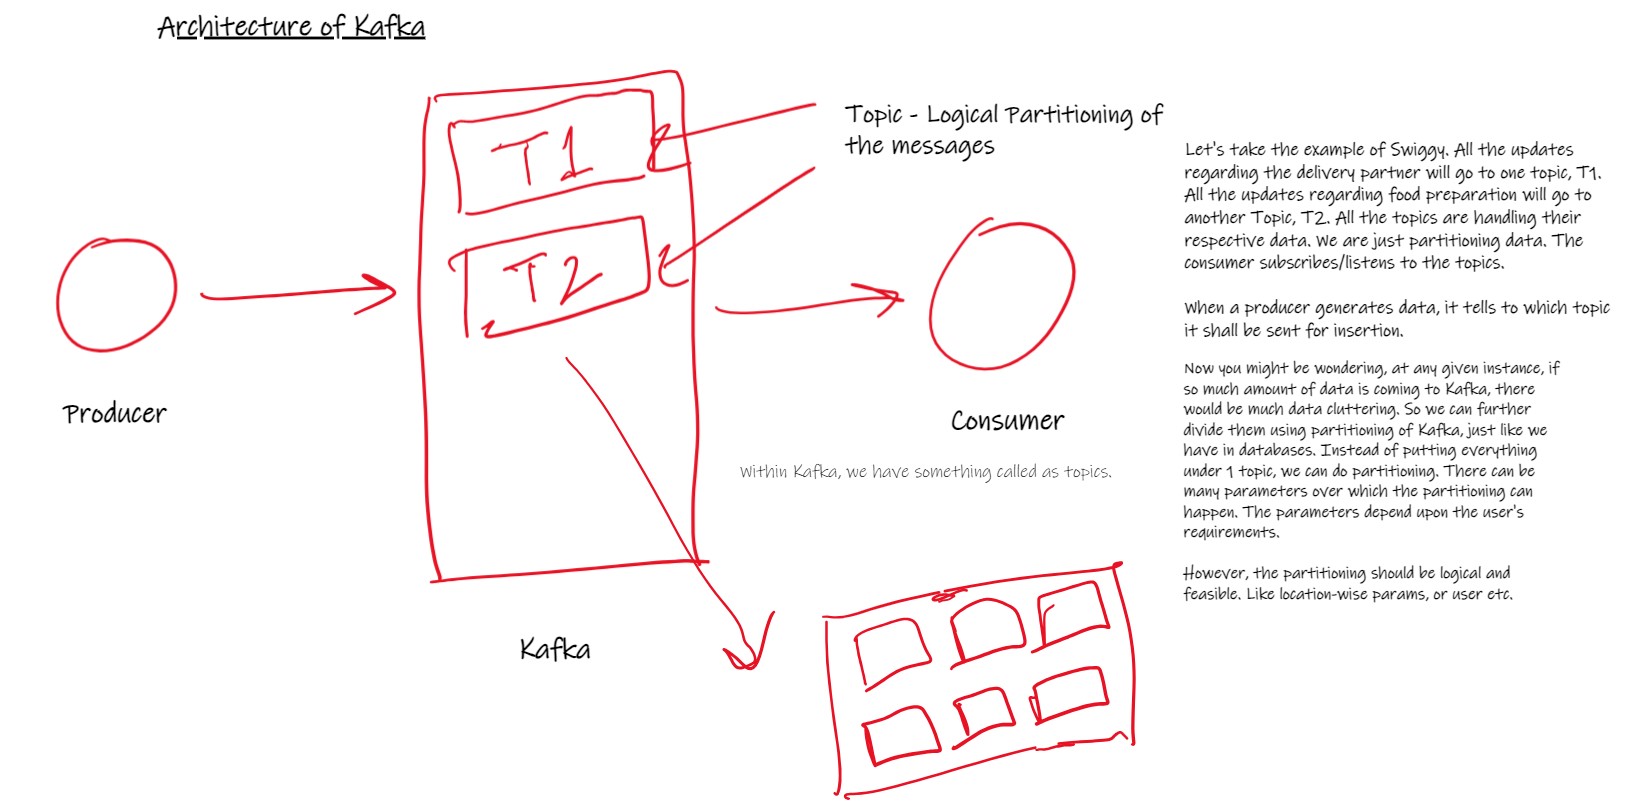 Architecture of Kafka
T1
T2
Topic - Logical Partitioning of
the messages
Producer
Consumer
Within Kafka, we have something called as topics.
Kafka
Let's take the example of Swiggy. All the updates
regarding the delivery partner will go to one topic, T1.
All the updates regarding food preparation will go to
another Topic, T2. All the topics are handling their
respective data. We are just partitioning data. The
consumer subscribes/listens to the topics.
When a producer generates data, it tells to which topic
it shall be sent for insertion.
Now you might be wondering, at any given instance, if
so much amount of data is coming to Kafka, there
would be much data cluttering. So we can further
divide them using partitioning of Kafka, just like we
have in databases. Instead of putting everything
under 1 topic, we can do partitioning. There can be
many parameters over which the partitioning can
happen. The parameters depend upon the user's
requirements.
However, the partitioning should be logical and
feasible. Like location-wise params, or user etc.